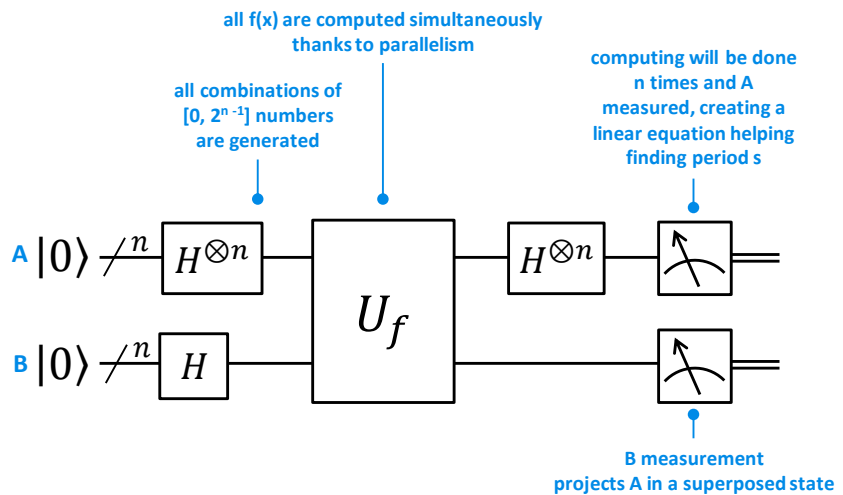 all f(x) are computed simultaneously
thanks to parallelism
computing will be done
n times and A
measured, creating a
linear equation helping
finding period s
all combinations of
[0, 2ⁿ ⁻¹] numbers
are generated
A |0⟩ n H⊗n H⊗n
U_f
B |0⟩ n H
B measurement
projects A in a superposed state